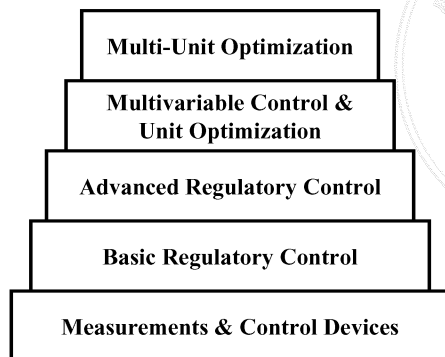 Multi-Unit Optimization
Multivariable Control &
Unit Optimization
Advanced Regulatory Control
Basic Regulatory Control
Measurements & Control Devices